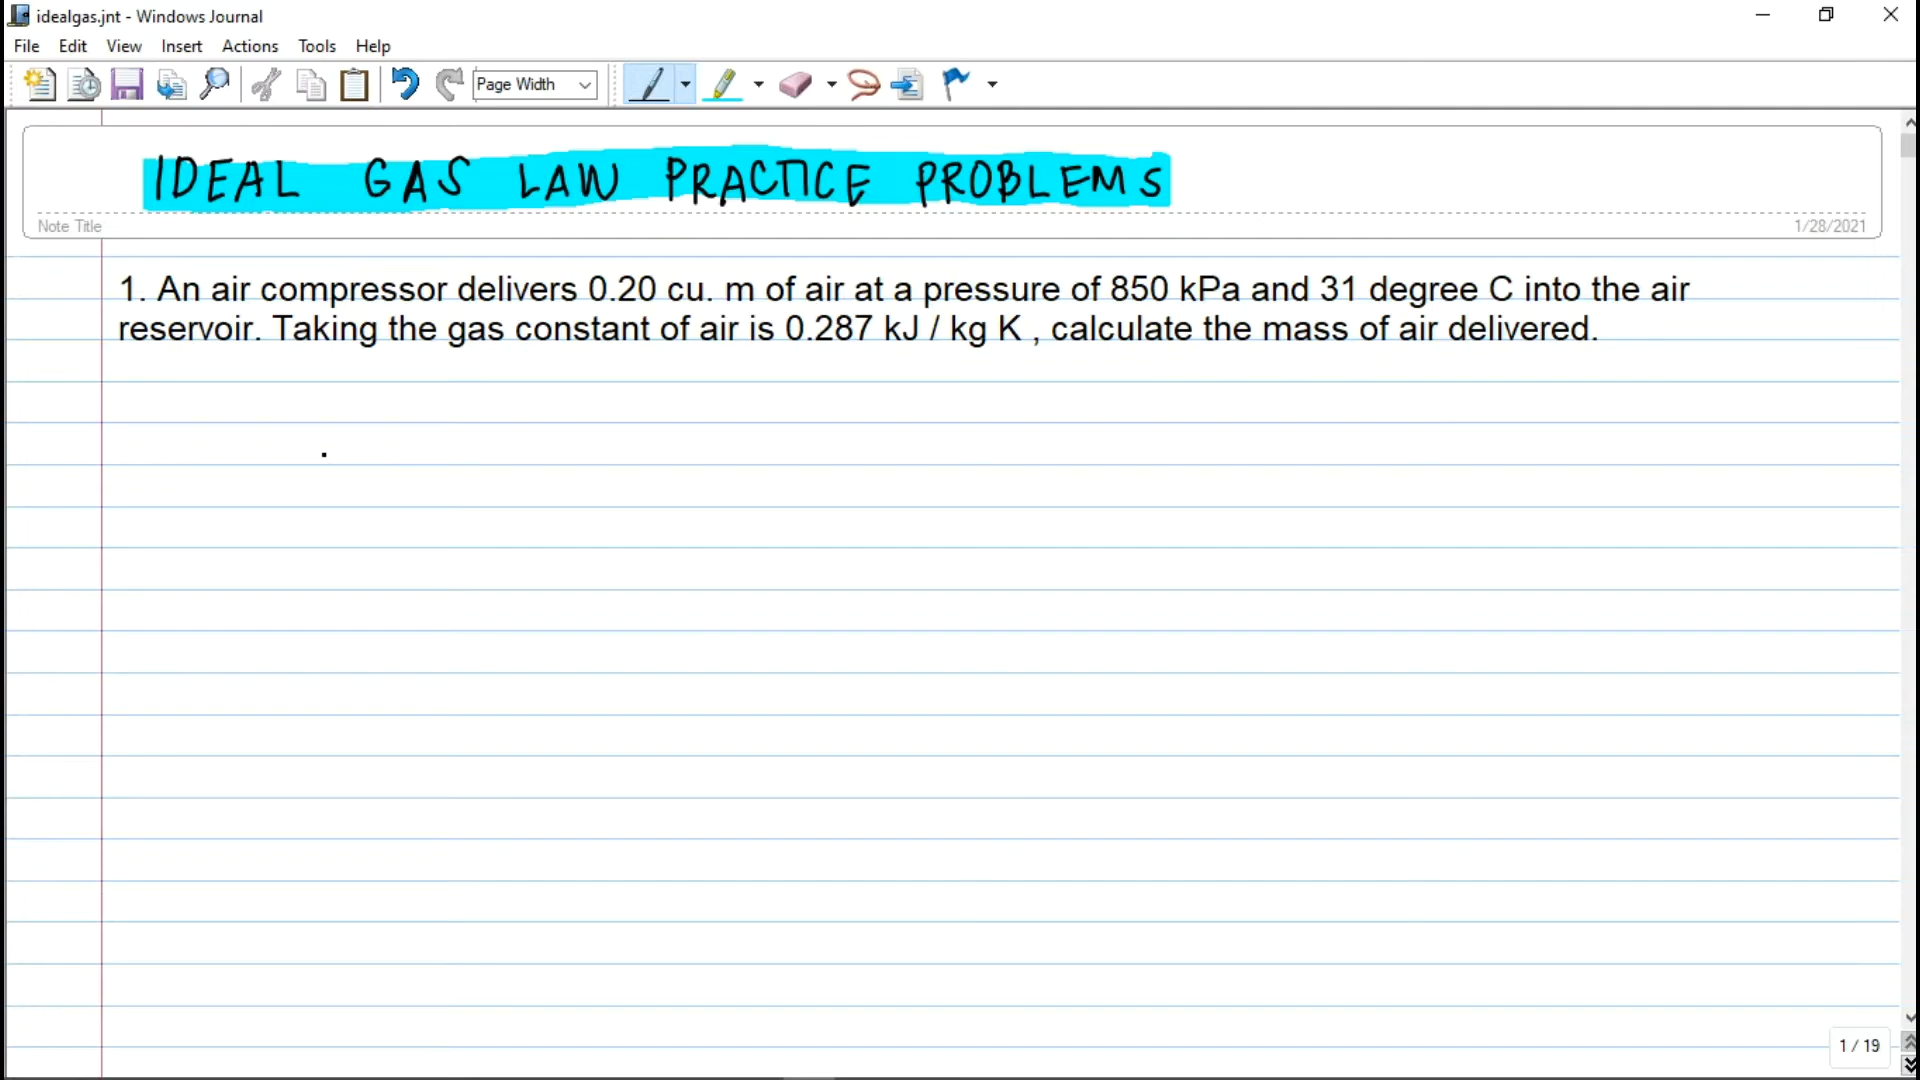 idealgas.jnt - Windows Journal
File Edit View Insert Actions Tools Help
Page Width
IDEAL GAS LAW PRACTICE PROBLEMS
Note Title
1/28/2021
1. An air compressor delivers 0.20 cu. m of air at a pressure of 850 kPa and 31 degree C into the air
reservoir. Taking the gas constant of air is 0.287 kJ / kg K , calculate the mass of air delivered.
1 / 19